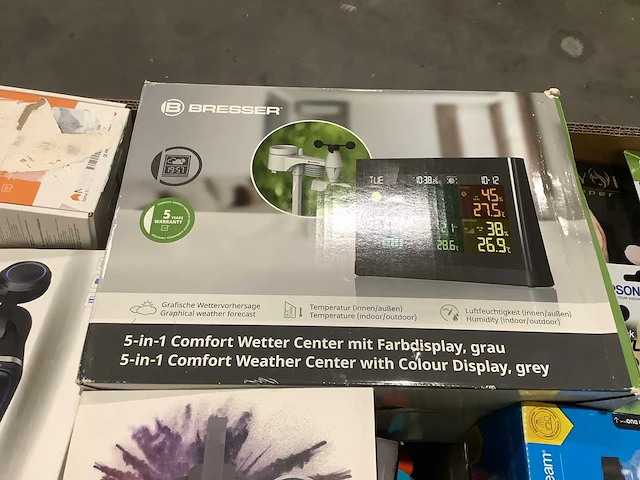 BRESSER
1951
5 YEARS
WARRANTY
TUE 10:38 10-12
45%
27.5°C
38%
28.6°C 26.9°C
Grafische Wettervorhersage
Graphical weather forecast
Temperatur (innen/außen)
Temperature (indoor/outdoor)
Luftfeuchtigkeit (innen/außen)
Humidity (indoor/outdoor)
5-in-1 Comfort Wetter Center mit Farbdisplay, grau
5-in-1 Comfort Weather Center with Colour Display, grey